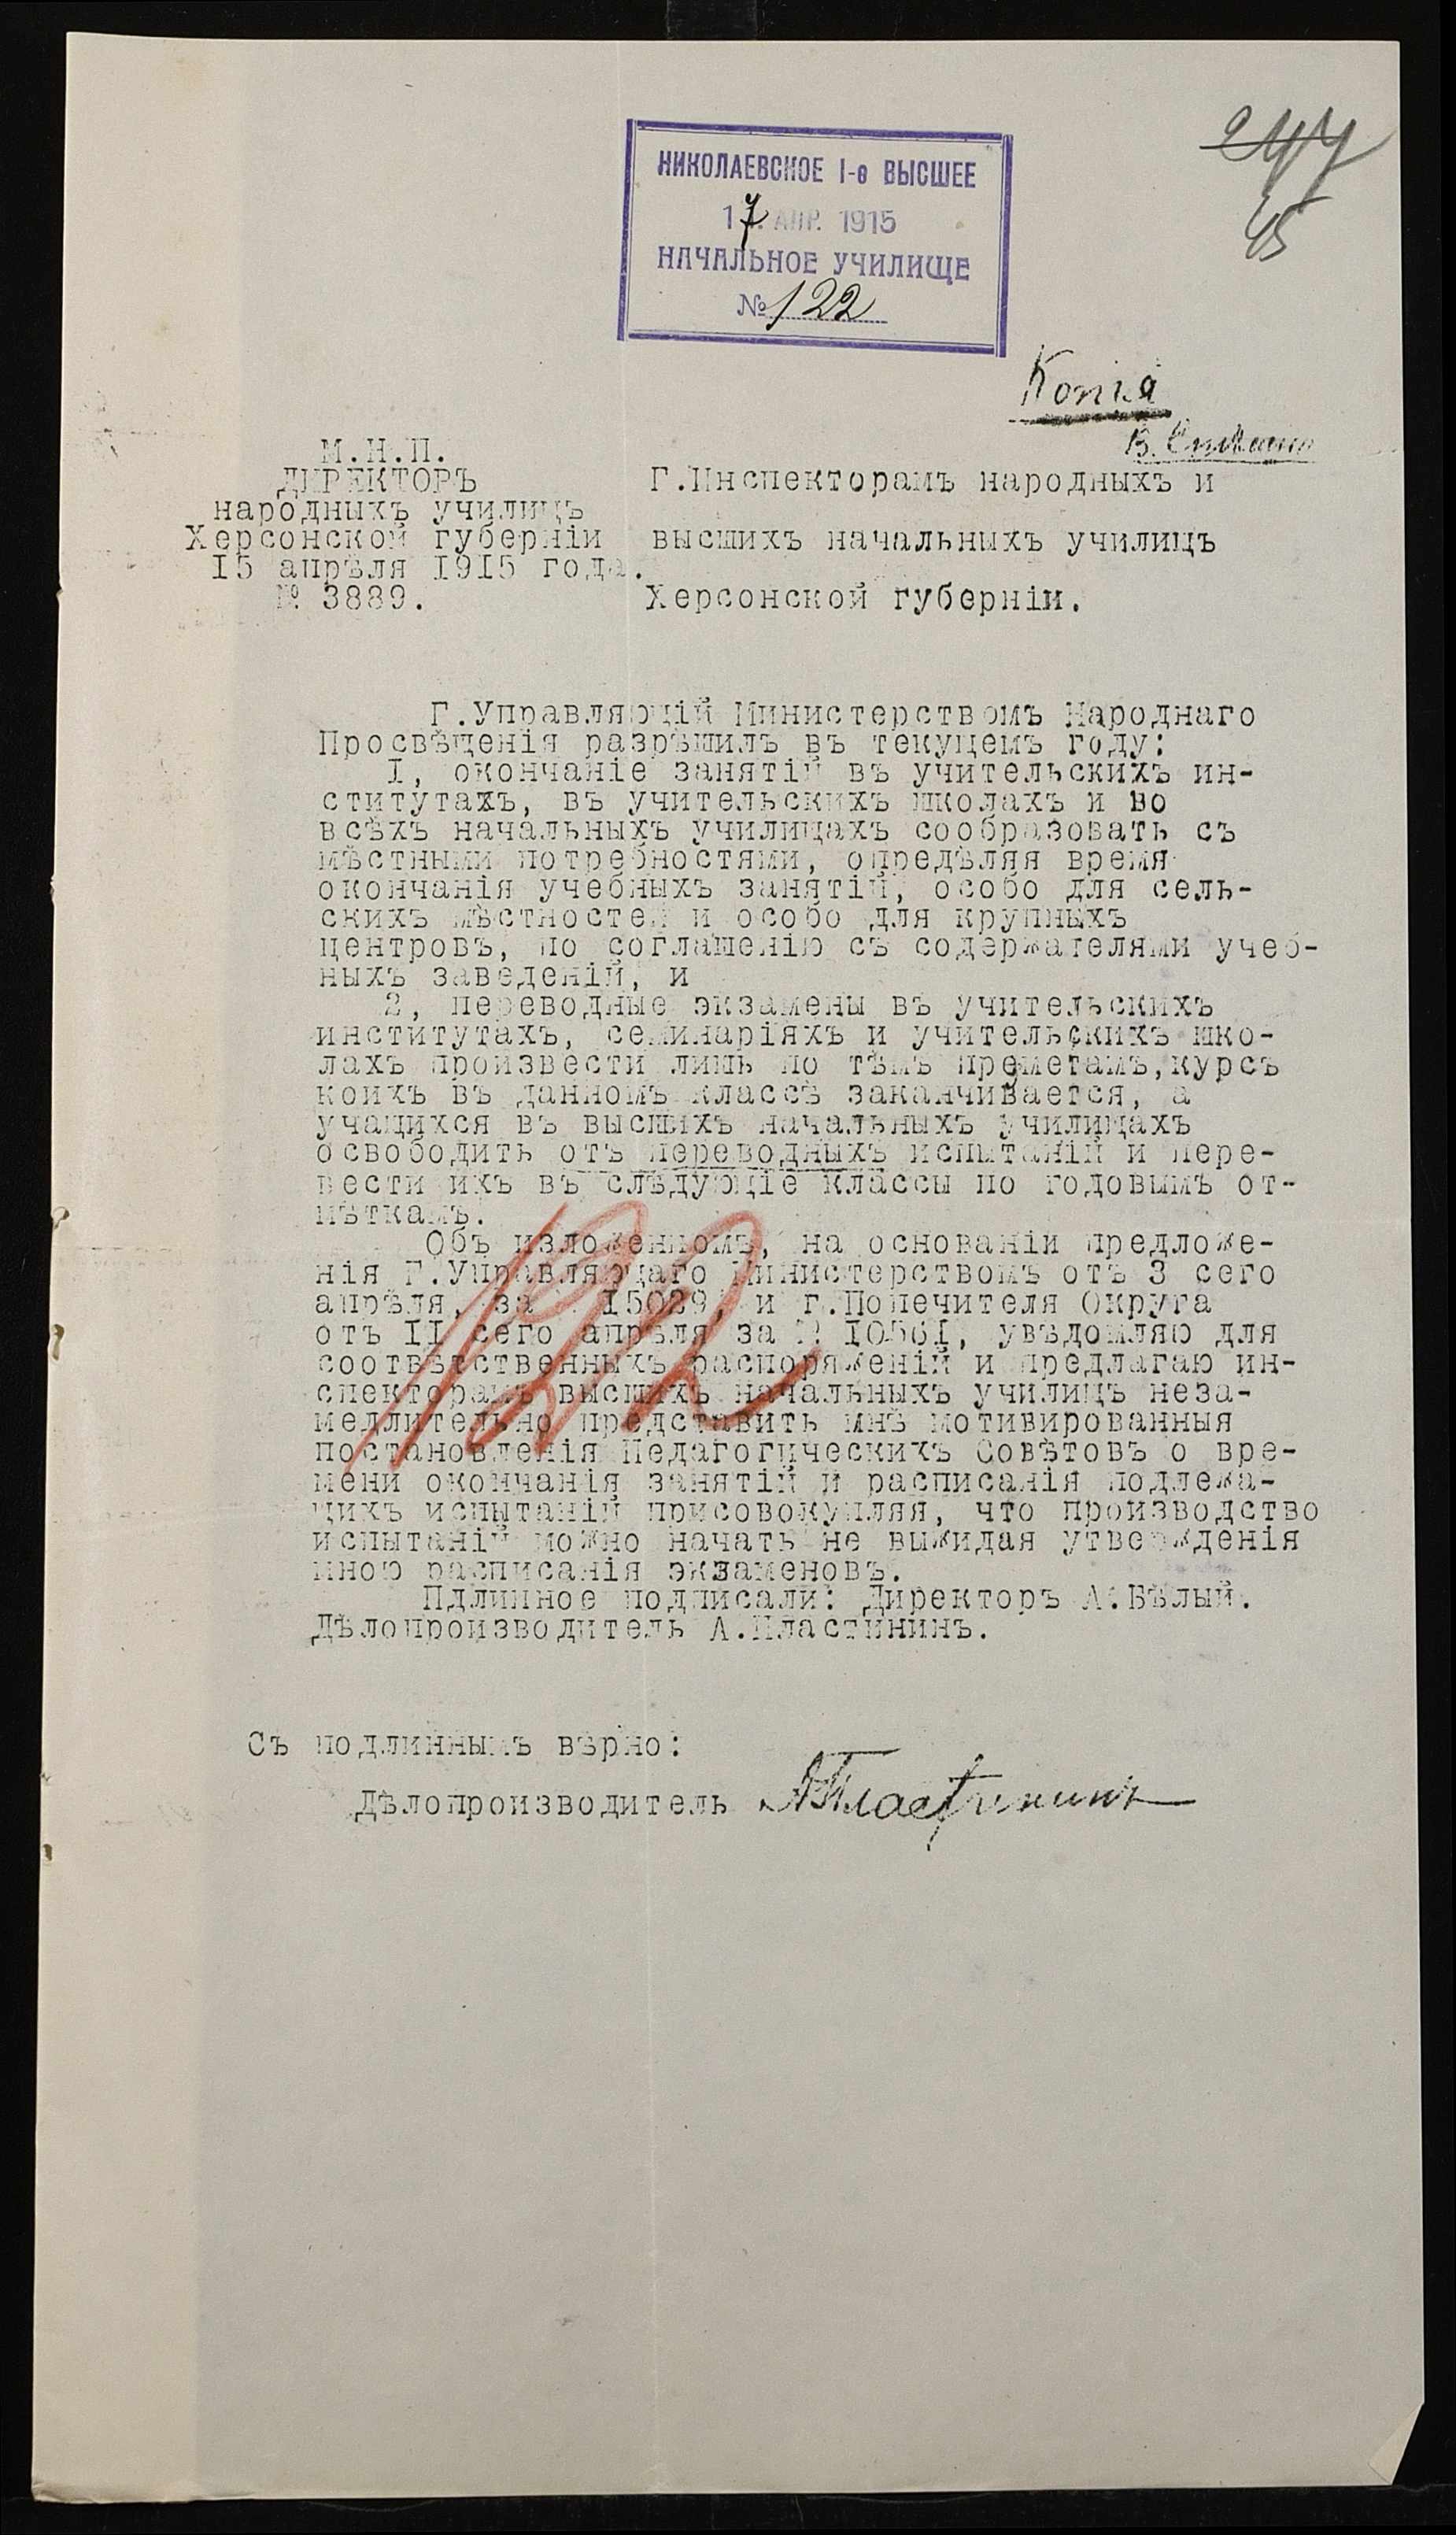 247
45
НИКОЛАЕВСКОЕ I-е ВЫСШЕЕ
17 АПР. 1915
НАЧАЛЬНОЕ УЧИЛИЩЕ
№ 122
Копія
М.Н.П.
ДИРЕКТОРЪ
народныхъ училищъ
Херсонской губерніи
15 апрѣля 1915 года.
№ 3889.
Г.Инспекторамъ народныхъ и
высшихъ начальныхъ училищъ
Херсонской губерніи.
Г.Управляющій Министерствомъ Народнаго
Просвѣщенія разрѣшилъ въ текущемъ году:
I, окончаніе занятій въ учительскихъ ин-
ститутахъ, въ учительскихъ школахъ и во
всѣхъ начальныхъ училищахъ сообразовать съ
мѣстными потребностями, опредѣляя время
окончанія учебныхъ занятій, особо для сель-
скихъ мѣстностей и особо для крупныхъ
центровъ, по соглашенію съ содержателями учеб-
ныхъ заведеній, и
2, переводные экзамены въ учительскихъ
институтахъ, семинаріяхъ и учительскихъ шко-
лахъ произвести лишь по тѣмъ преметамъ,курсъ
коихъ въ данномъ классѣ заканчивается, а
учащихся въ высшихъ начальныхъ училищахъ
освободить отъ переводныхъ испытаній и пере-
вести ихъ въ слѣдующіе классы по годовымъ от-
мѣткамъ.
Объ изложенномъ, на основаніи предложе-
нія Г.Управляющаго Министерствомъ отъ 3 сего
апрѣля, за № 15029, и г.Попечителя Округа
отъ II сего апрѣля за № 10561, увѣдомляю для
соотвѣтственныхъ распоряженій и предлагаю ин-
спекторамъ высшихъ начальныхъ училищъ неза-
медлительно представить мнѣ мотивированныя
постановленія Педагогическихъ Совѣтовъ о вре-
мени окончанія занятій и расписанія подлежа-
щихъ испытаній присовокупляя, что производство
испытаній можно начать не выжидая утвержденія
мною расписанія экзаменовъ.
Пдлинное подписали: Директоръ А.Бѣлый.
Дѣлопроизводитель А.Пластининъ.
Съ подлиннымъ вѣрно:
Дѣлопроизводитель АПластининъ